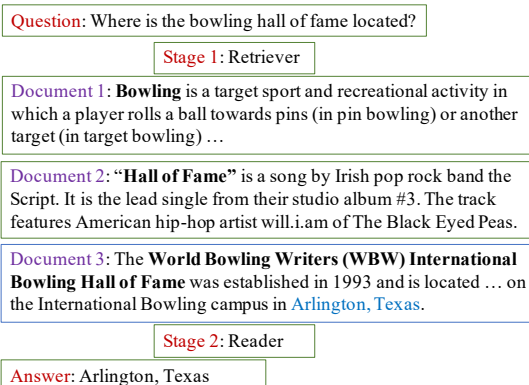 Question: Where is the bowling hall of fame located?
Stage 1: Retriever
Document 1: Bowling is a target sport and recreational activity in
which a player rolls a ball towards pins (in pin bowling) or another
target (in target bowling) …
Document 2: “Hall of Fame” is a song by Irish pop rock band the
Script. It is the lead single from their studio album #3. The track
features American hip-hop artist will.i.am of The Black Eyed Peas.
Document 3: The World Bowling Writers (WBW) International
Bowling Hall of Fame was established in 1993 and is located … on
the International Bowling campus in Arlington, Texas.
Stage 2: Reader
Answer: Arlington, Texas